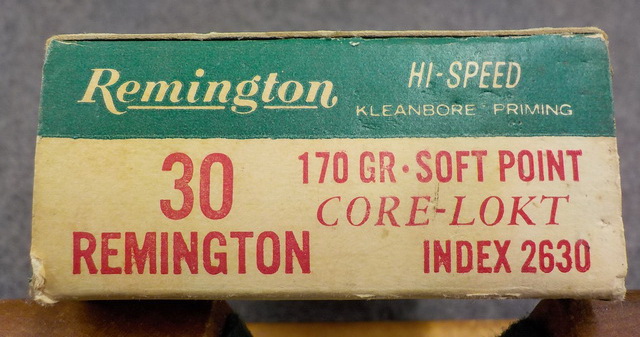 Remington
HI-SPEED
KLEANBORE PRIMING
30
REMINGTON
170 GR·SOFT POINT
CORE-LOKT
INDEX 2630